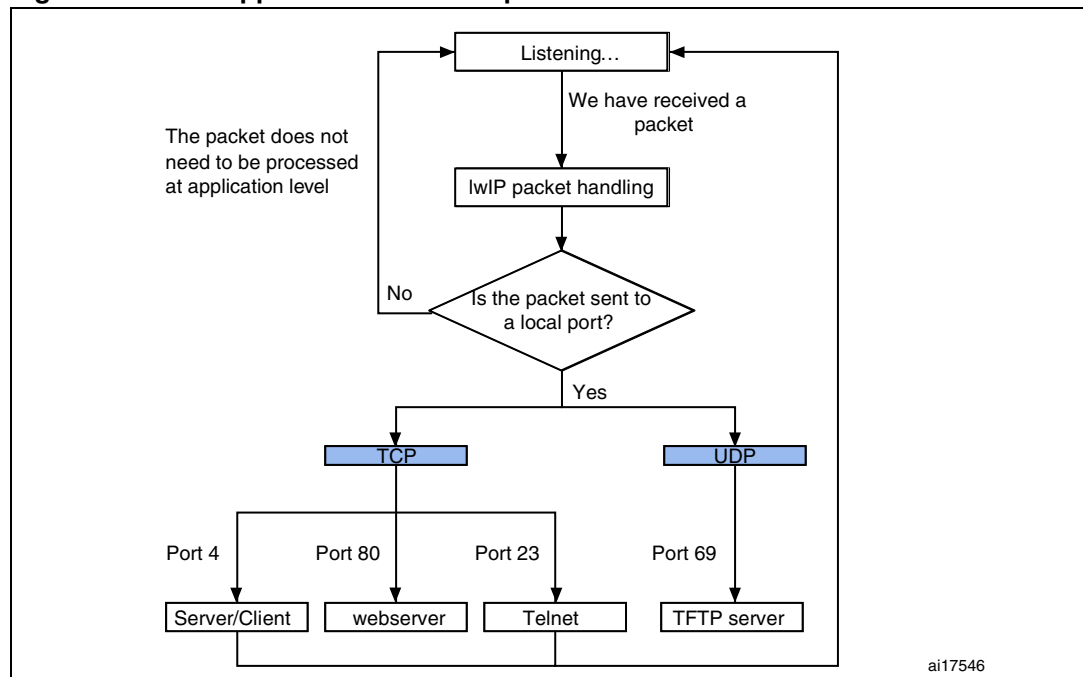 Listening...
We have received a
packet
The packet does not
need to be processed
at application level
lwIP packet handling
No
Is the packet sent to
a local port?
Yes
TCP
UDP
Port 4
Port 80
Port 23
Port 69
Server/Client
webserver
Telnet
TFTP server
ai17546